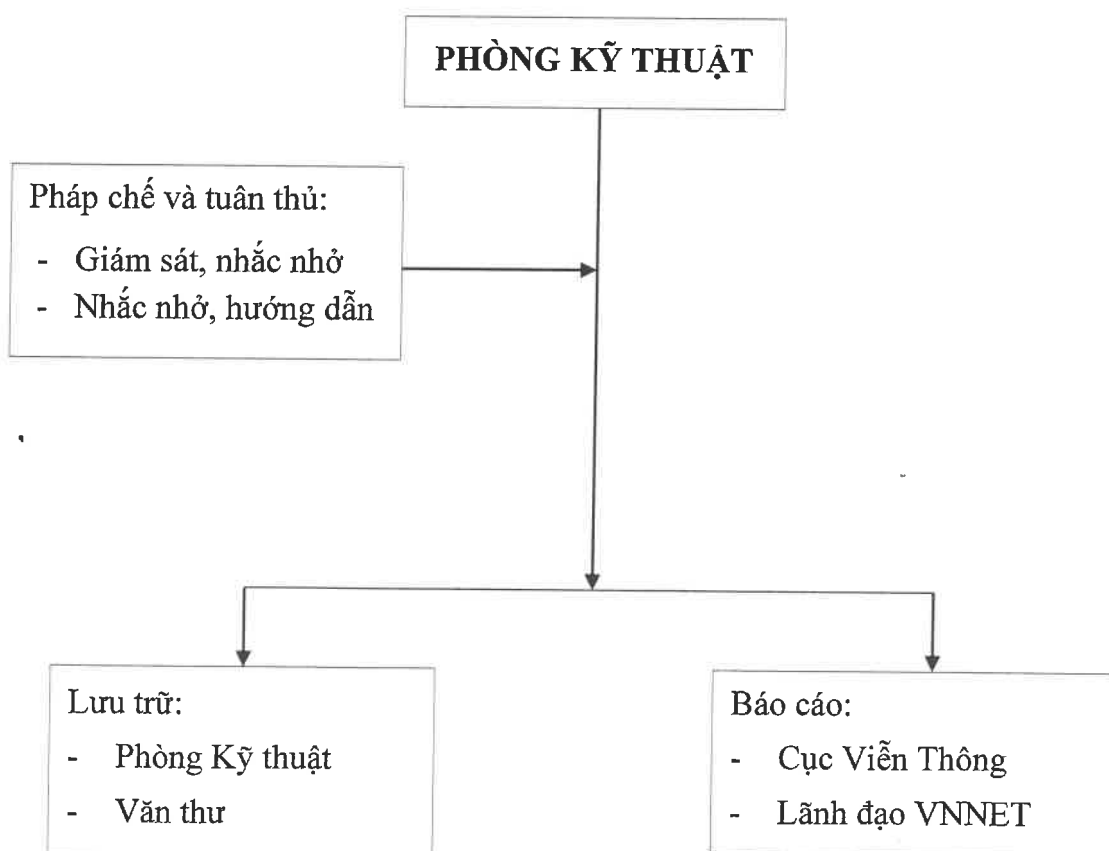 PHÒNG KỸ THUẬT
Pháp chế và tuân thủ:
- Giám sát, nhắc nhở
- Nhắc nhở, hướng dẫn
Lưu trữ:
- Phòng Kỹ thuật
- Văn thư
Báo cáo:
- Cục Viễn Thông
- Lãnh đạo VNNET